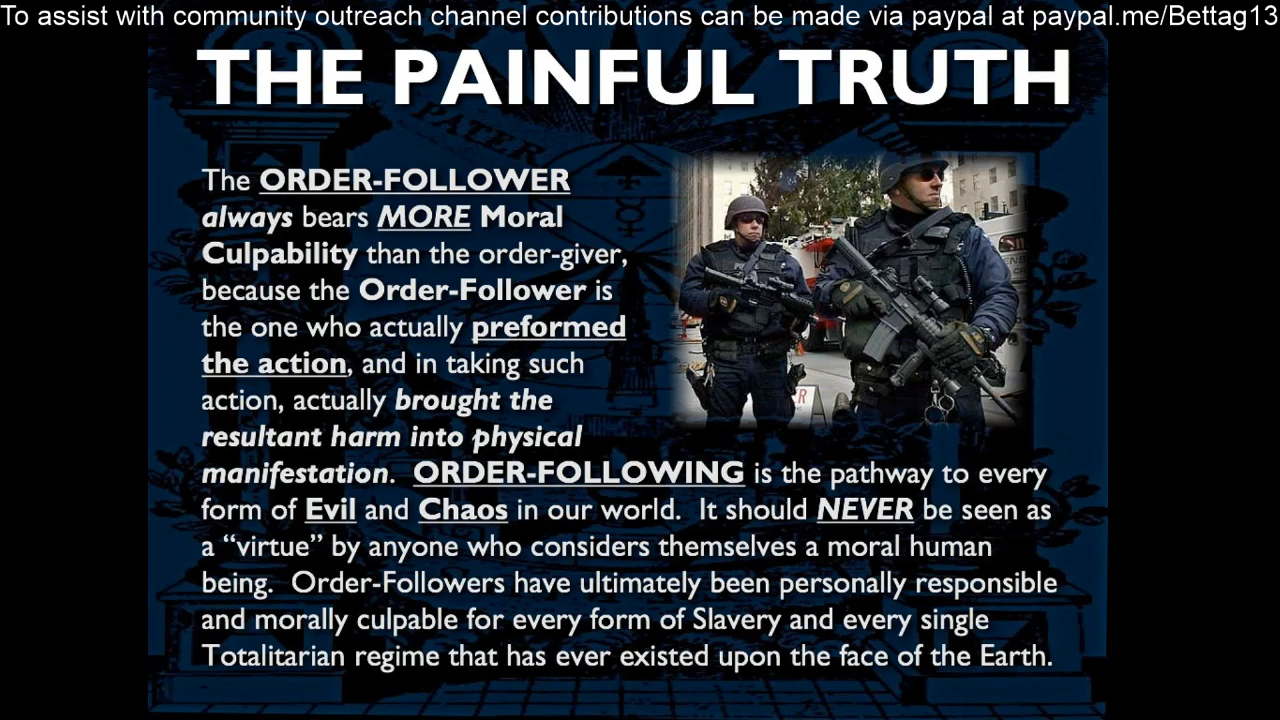 To assist with community outreach channel contributions can be made via paypal at paypal.me/Bettag13
THE PAINFUL TRUTH
PATER
The ORDER-FOLLOWER
always bears MORE Moral
Culpability than the order-giver,
because the Order-Follower is
the one who actually preformed
the action, and in taking such
action, actually brought the
resultant harm into physical
manifestation. ORDER-FOLLOWING is the pathway to every
form of Evil and Chaos in our world. It should NEVER be seen as
a “virtue” by anyone who considers themselves a moral human
being. Order-Followers have ultimately been personally responsible
and morally culpable for every form of Slavery and every single
Totalitarian regime that has ever existed upon the face of the Earth.